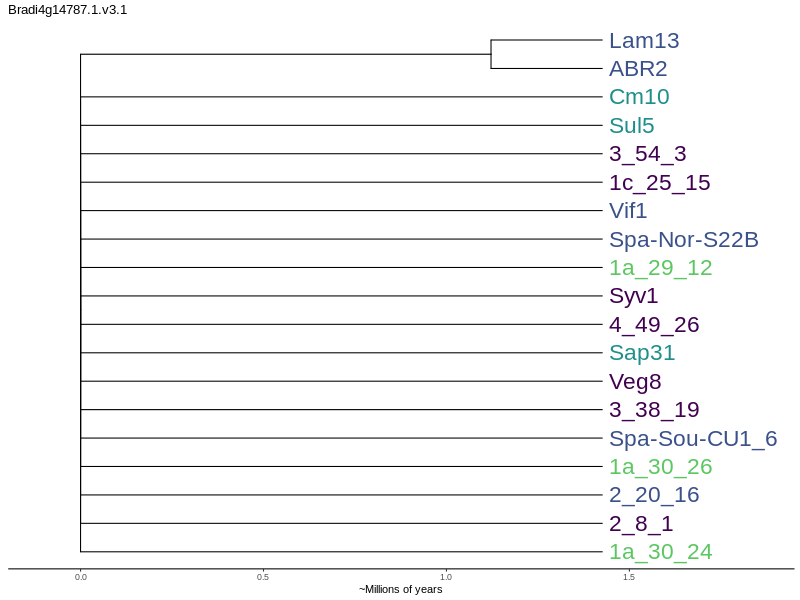 Bradi4g14787.1.v3.1
Lam13
ABR2
Cm10
Sul5
3_54_3
1c_25_15
Vif1
Spa-Nor-S22B
1a_29_12
Syv1
4_49_26
Sap31
Veg8
3_38_19
Spa-Sou-CU1_6
1a_30_26
2_20_16
2_8_1
1a_30_24
0.0 0.5 1.0 1.5
~Millions of years